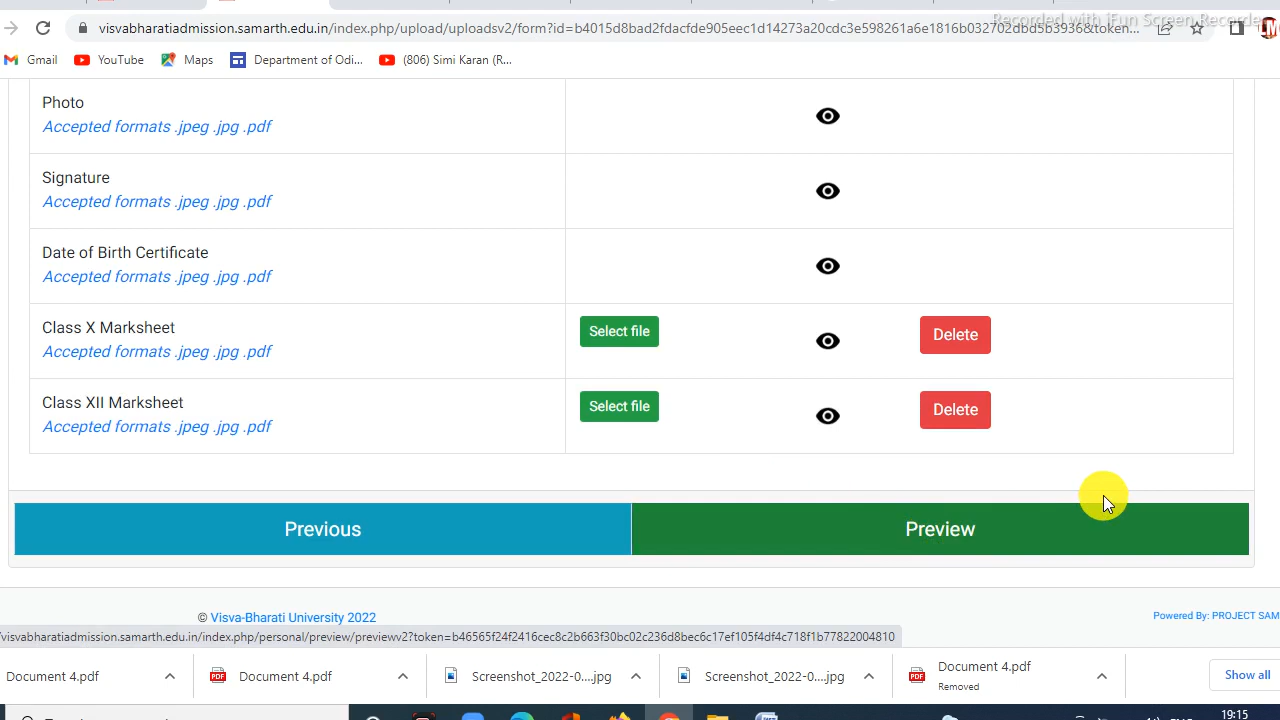 Recorded with iFun Screen Recorde
visvabharatiadmission.samarth.edu.in/index.php/upload/uploadsv2/form?id=b4015d8bad2fdacfde905eec1d14273a20cdc3e598261a6e1816b032702dbd5b3936&token...
Gmail YouTube Maps Department of Odi... (806) Simi Karan (R...
Photo
Accepted formats .jpeg .jpg .pdf
Signature
Accepted formats .jpeg .jpg .pdf
Date of Birth Certificate
Accepted formats .jpeg .jpg .pdf
Class X Marksheet
Accepted formats .jpeg .jpg .pdf
Select file Delete
Class XII Marksheet
Accepted formats .jpeg .jpg .pdf
Select file Delete
Previous Preview
© Visva-Bharati University 2022
Powered By: PROJECT SAM
/visvabharatiadmission.samarth.edu.in/index.php/personal/preview/previewv2?token=b46565f24f2416cec8c2b663f30bc02c236d8bec6c17ef105f4df4c718f1b77822004810
Document 4.pdf Document 4.pdf Screenshot_2022-0....jpg Screenshot_2022-0....jpg Document 4.pdf
Removed
Show all
19:15